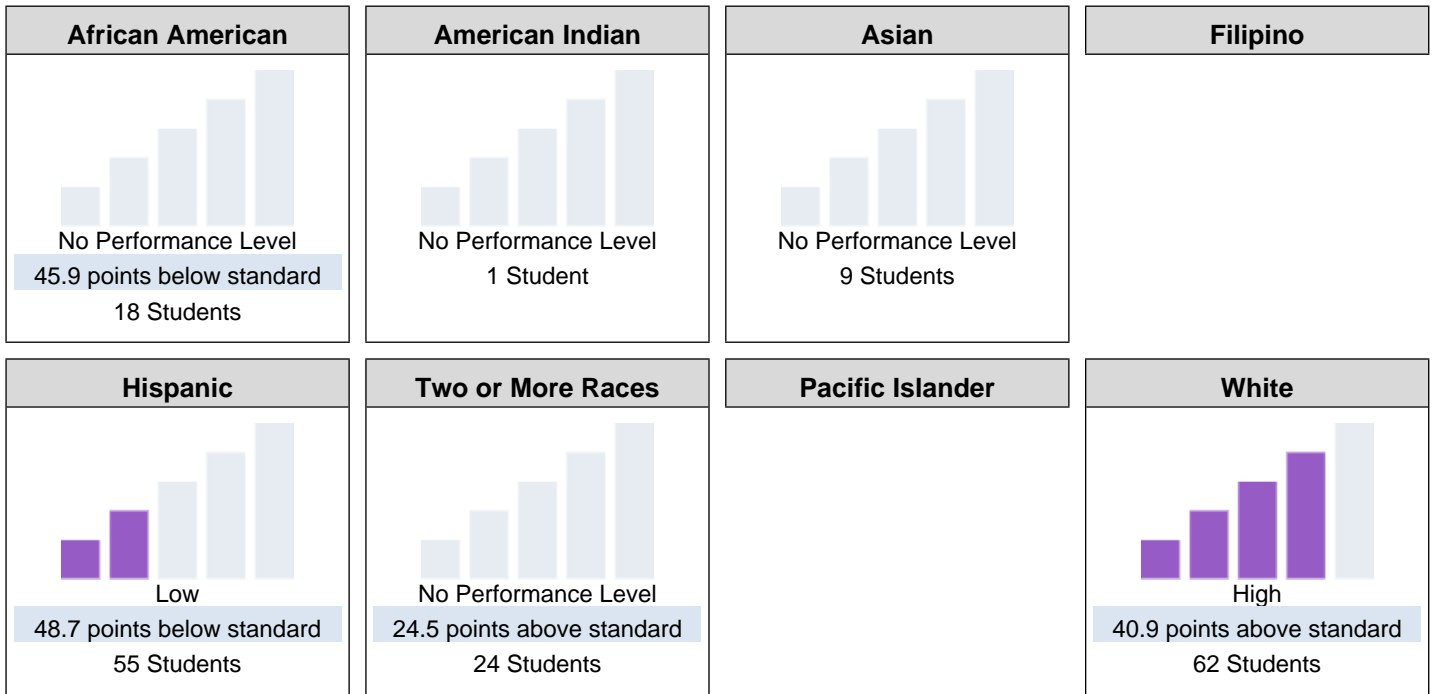 African American
No Performance Level
45.9 points below standard
18 Students
American Indian
No Performance Level
1 Student
Asian
No Performance Level
9 Students
Filipino
Hispanic
Low
48.7 points below standard
55 Students
Two or More Races
No Performance Level
24.5 points above standard
24 Students
Pacific Islander
White
High
40.9 points above standard
62 Students